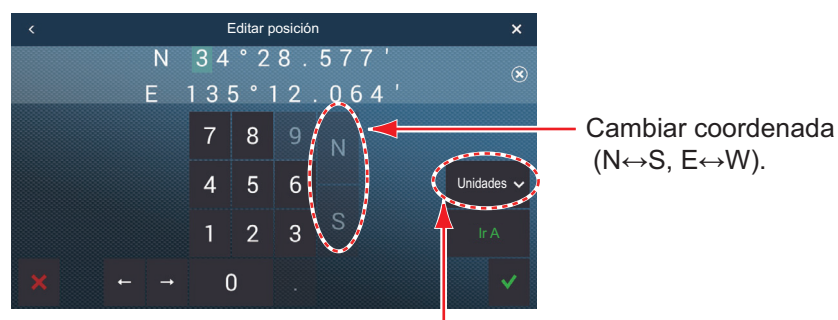 Editar posición
N 34°28.577'
E 135°12.064'
7 8 9 N
4 5 6
1 2 3 S
0 .
Unidades
Ir A
Cambiar coordenada
(N↔S, E↔W).